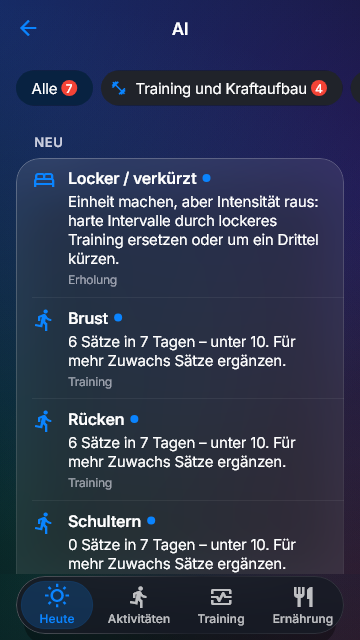 AI
Alle 7
Training und Kraftaufbau 4
NEU
Locker / verkürzt
Einheit machen, aber Intensität raus:
harte Intervalle durch lockeres
Training ersetzen oder um ein Drittel
kürzen.
Erholung
Brust
6 Sätze in 7 Tagen – unter 10. Für
mehr Zuwachs Sätze ergänzen.
Training
Rücken
6 Sätze in 7 Tagen – unter 10. Für
mehr Zuwachs Sätze ergänzen.
Training
Schultern
0 Sätze in 7 Tagen – unter 10. Für
mehr Zuwachs Sätze ergänzen.
Heute
Aktivitäten
Training
Ernährung